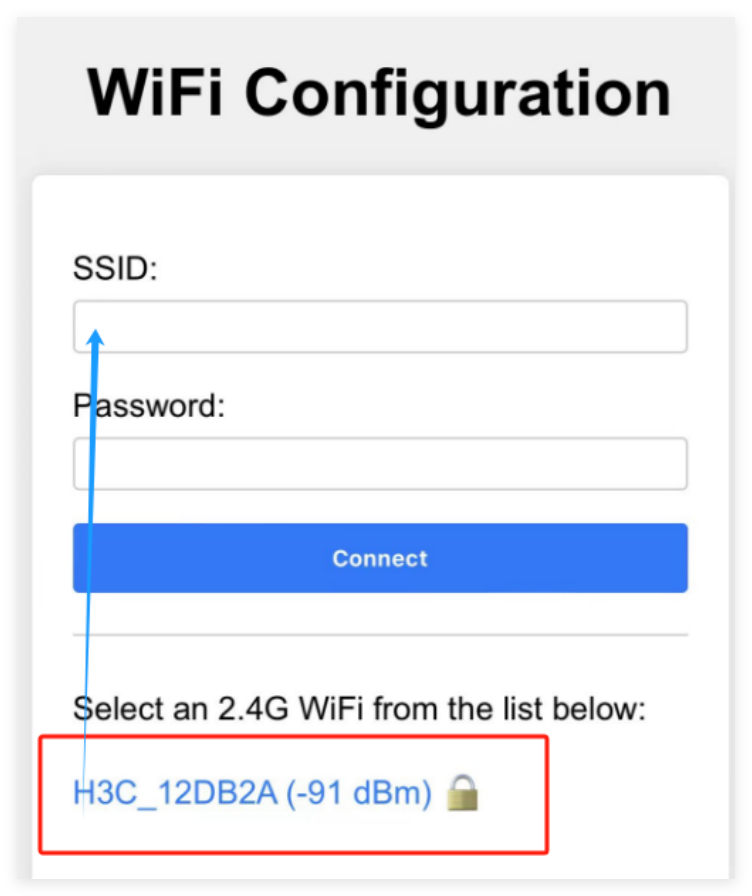 WiFi Configuration
SSID:
Password:
Connect
Select an 2.4G WiFi from the list below:
H3C_12DB2A (-91 dBm) 🔒